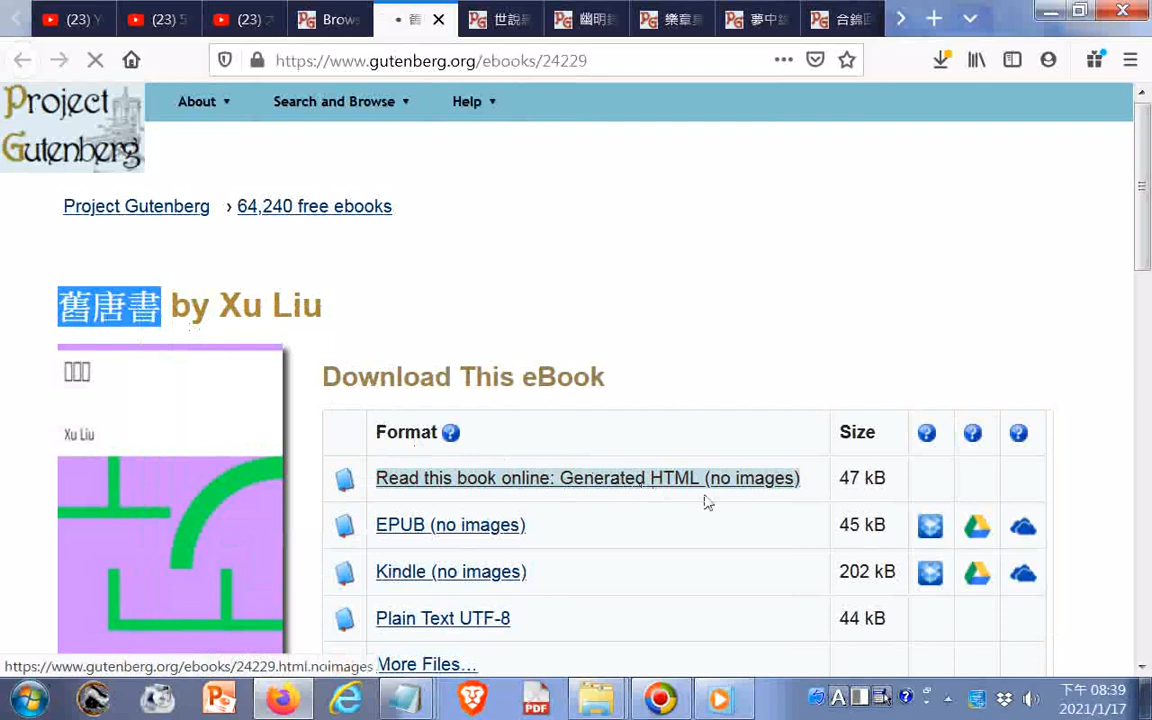 (23) Y
(23) 5
(23)
Brows
舊
世說
幽明
樂章
夢中
合錦
https://www.gutenberg.org/ebooks/24229
Project Gutenberg
About ▾
Search and Browse ▾
Help ▾
Project Gutenberg › 64,240 free ebooks
舊唐書 by Xu Liu
Xu Liu
Download This eBook
Format Size
Read this book online: Generated HTML (no images) 47 kB
EPUB (no images) 45 kB
Kindle (no images) 202 kB
Plain Text UTF-8 44 kB
More Files…
https://www.gutenberg.org/ebooks/24229.html.noimages
PDF
A
下午 08:39
2021/1/17